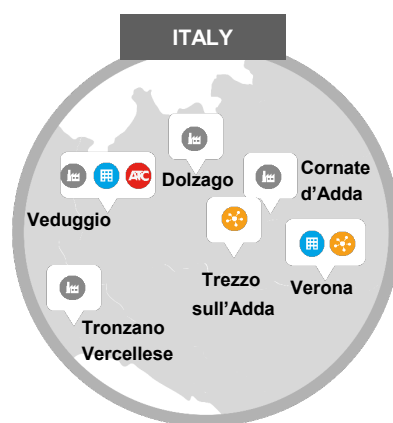 ITALY
Dolzago
Cornate
d’Adda
ATC
Veduggio
Trezzo
sull’Adda
Verona
Tronzano
Vercellese